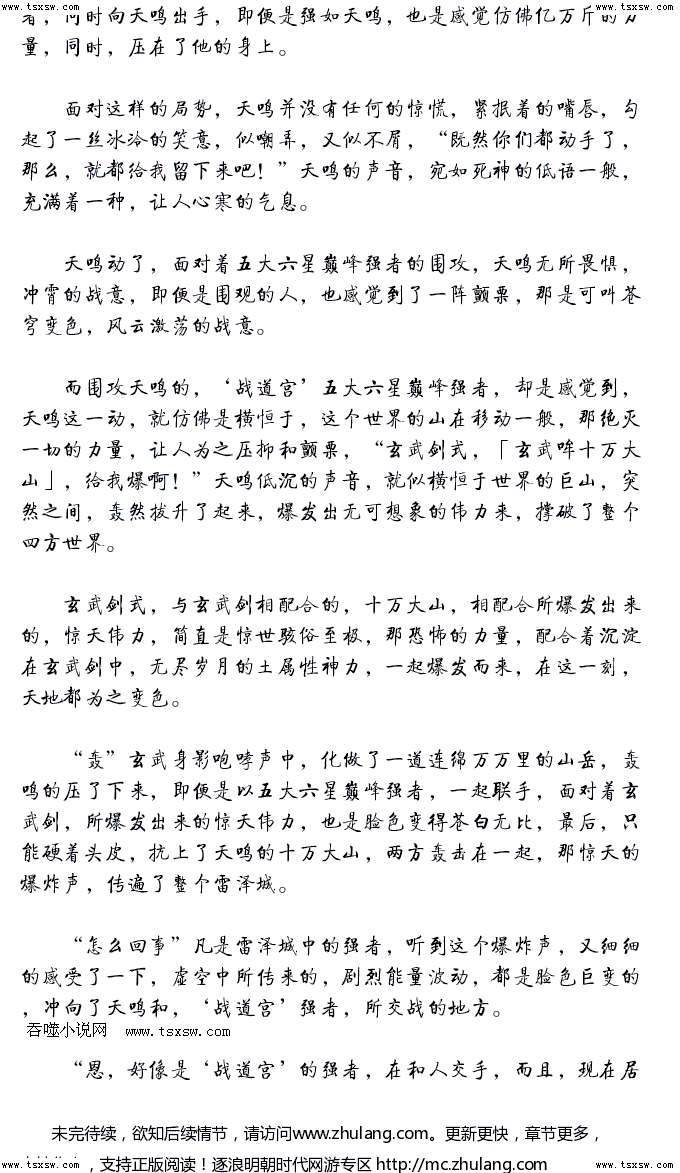 www.tsxsw.com www.tsxsw.com www.tsxsw.com
者，同时向天鸣出手，即便是强如天鸣，也是感觉仿佛亿万斤的力
量，同时，压在了他的身上。
面对这样的局势，天鸣并没有任何的惊慌，紧抿着的嘴唇，勾
起了一丝冰冷的笑意，似嘲弄，又似不屑，“既然你们都动手了，
那么，就都给我留下来吧！”天鸣的声音，宛如死神的低语一般，
充满着一种，让人心寒的气息。
天鸣动了，面对着五大六星巅峰强者的围攻，天鸣无所畏惧，
冲霄的战意，即便是围观的人，也感觉到了一阵颤栗，那是可叫苍
穹变色，风云激荡的战意。
而围攻天鸣的，‘战道宫’五大六星巅峰强者，却是感觉到，
天鸣这一动，就仿佛是横恒于，这个世界的山在移动一般，那绝灭
一切的力量，让人为之压抑和颤栗，“玄武剑式，「玄武哞十万大
山」，给我爆啊！”天鸣低沉的声音，就似横恒于世界的巨山，突
然之间，轰然拔升了起来，爆发出无可想象的伟力来，撑破了整个
四方世界。
玄武剑式，与玄武剑相配合的，十万大山，相配合所爆发出来
的，惊天伟力，简直是惊世骇俗至极，那恐怖的力量，配合着沉淀
在玄武剑中，无尽岁月的土属性神力，一起爆发而来，在这一刻，
天地都为之变色。
“轰”玄武身影咆哮声中，化做了一道连绵万万里的山岳，轰
鸣的压了下来，即便是以五大六星巅峰强者，一起联手，面对着玄
武剑，所爆发出来的惊天伟力，也是脸色变得苍白无比，最后，只
能硬着头皮，抗上了天鸣的十万大山，两方轰击在一起，那惊天的
爆炸声，传遍了整个雷泽城。
“怎么回事”凡是雷泽城中的强者，听到这个爆炸声，又细细
的感受了一下，虚空中所传来的，剧烈能量波动，都是脸色巨变的
，冲向了天鸣和，‘战道宫’强者，所交战的地方。
吞噬小说网 www.tsxsw.com
“恩，好像是‘战道宫’的强者，在和人交手，而且，现在居
未完待续，欲知后续情节，请访问www.zhulang.com。更新更快，章节更多，
，支持正版阅读！逐浪明朝时代网游专区 http://mc.zhulang.com
www.tsxsw.com www.tsxsw.com www.tsxsw.com